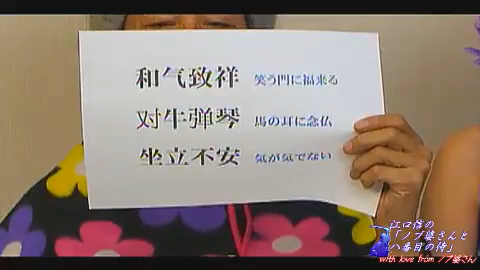 和气致祥 笑う門に福来る
对牛弹琴 馬の耳に念仏
坐立不安 気が気でない
江口信の
「ノブ婆さんと
八番目の侍」
with love from ノブ婆さん